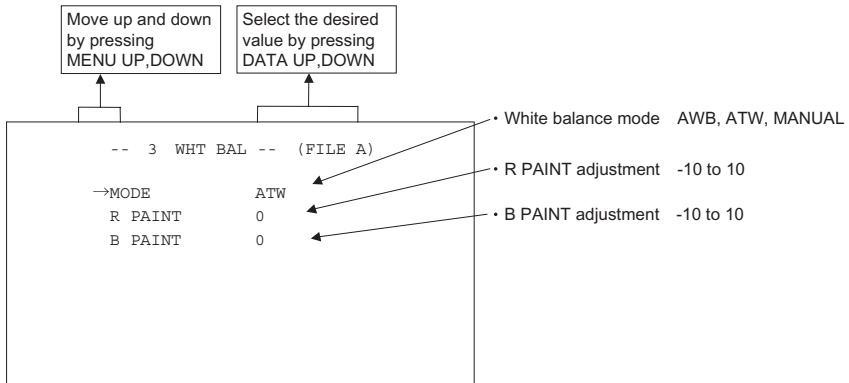 Move up and down
by pressing
MENU UP,DOWN
Select the desired
value by pressing
DATA UP,DOWN
-- 3 WHT BAL -- (FILE A)
→MODE ATW
R PAINT 0
B PAINT 0
・White balance mode AWB, ATW, MANUAL
・R PAINT adjustment -10 to 10
・B PAINT adjustment -10 to 10